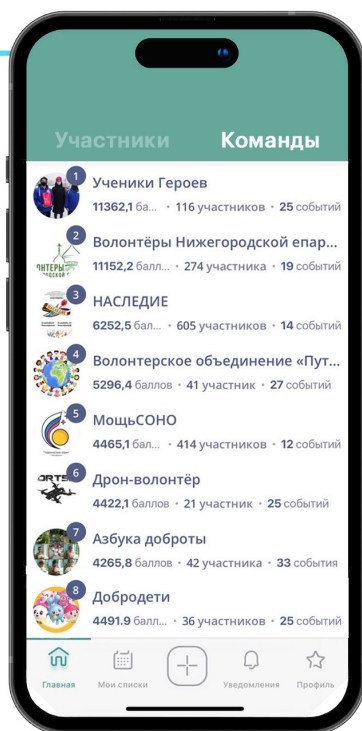 Участники Команды
1
Ученики Героев
11362,1 ба... • 116 участников • 25 событий
2
Волонтёры Нижегородской епар...
11152,2 балл... • 274 участника • 19 событий
3
НАСЛЕДИЕ
6252,5 бал... • 605 участников • 14 событий
4
Волонтерское объединение «Пут...
5296,4 баллов • 41 участник • 27 событий
5
МощьСОНО
4465,1 бал... • 414 участников • 12 событий
6
Дрон-волонтёр
4422,1 баллов • 21 участник • 25 событий
7
Азбука доброты
4265,8 баллов • 42 участника • 33 события
8
Добродети
4491.9 балл... • 36 участников • 25 событий
Главная Мои списки Уведомления Профиль